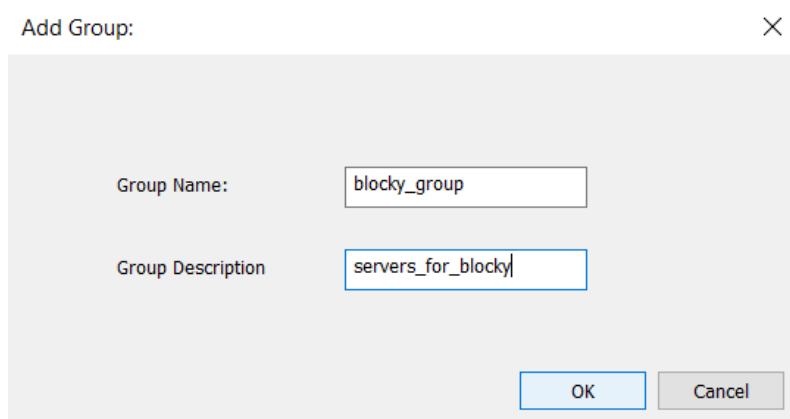 Add Group:
Group Name: blocky_group
Group Description servers_for_blocky
OK Cancel